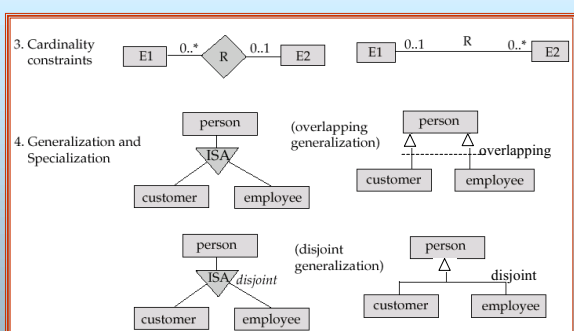 3. Cardinality
constraints
E1
0..*
R
0..1
E2
E1
0..1
R
0..*
E2
4. Generalization and
Specialization
person
ISA
customer
employee
(overlapping
generalization)
person
overlapping
customer
employee
person
ISA
disjoint
customer
employee
(disjoint
generalization)
person
disjoint
customer
employee